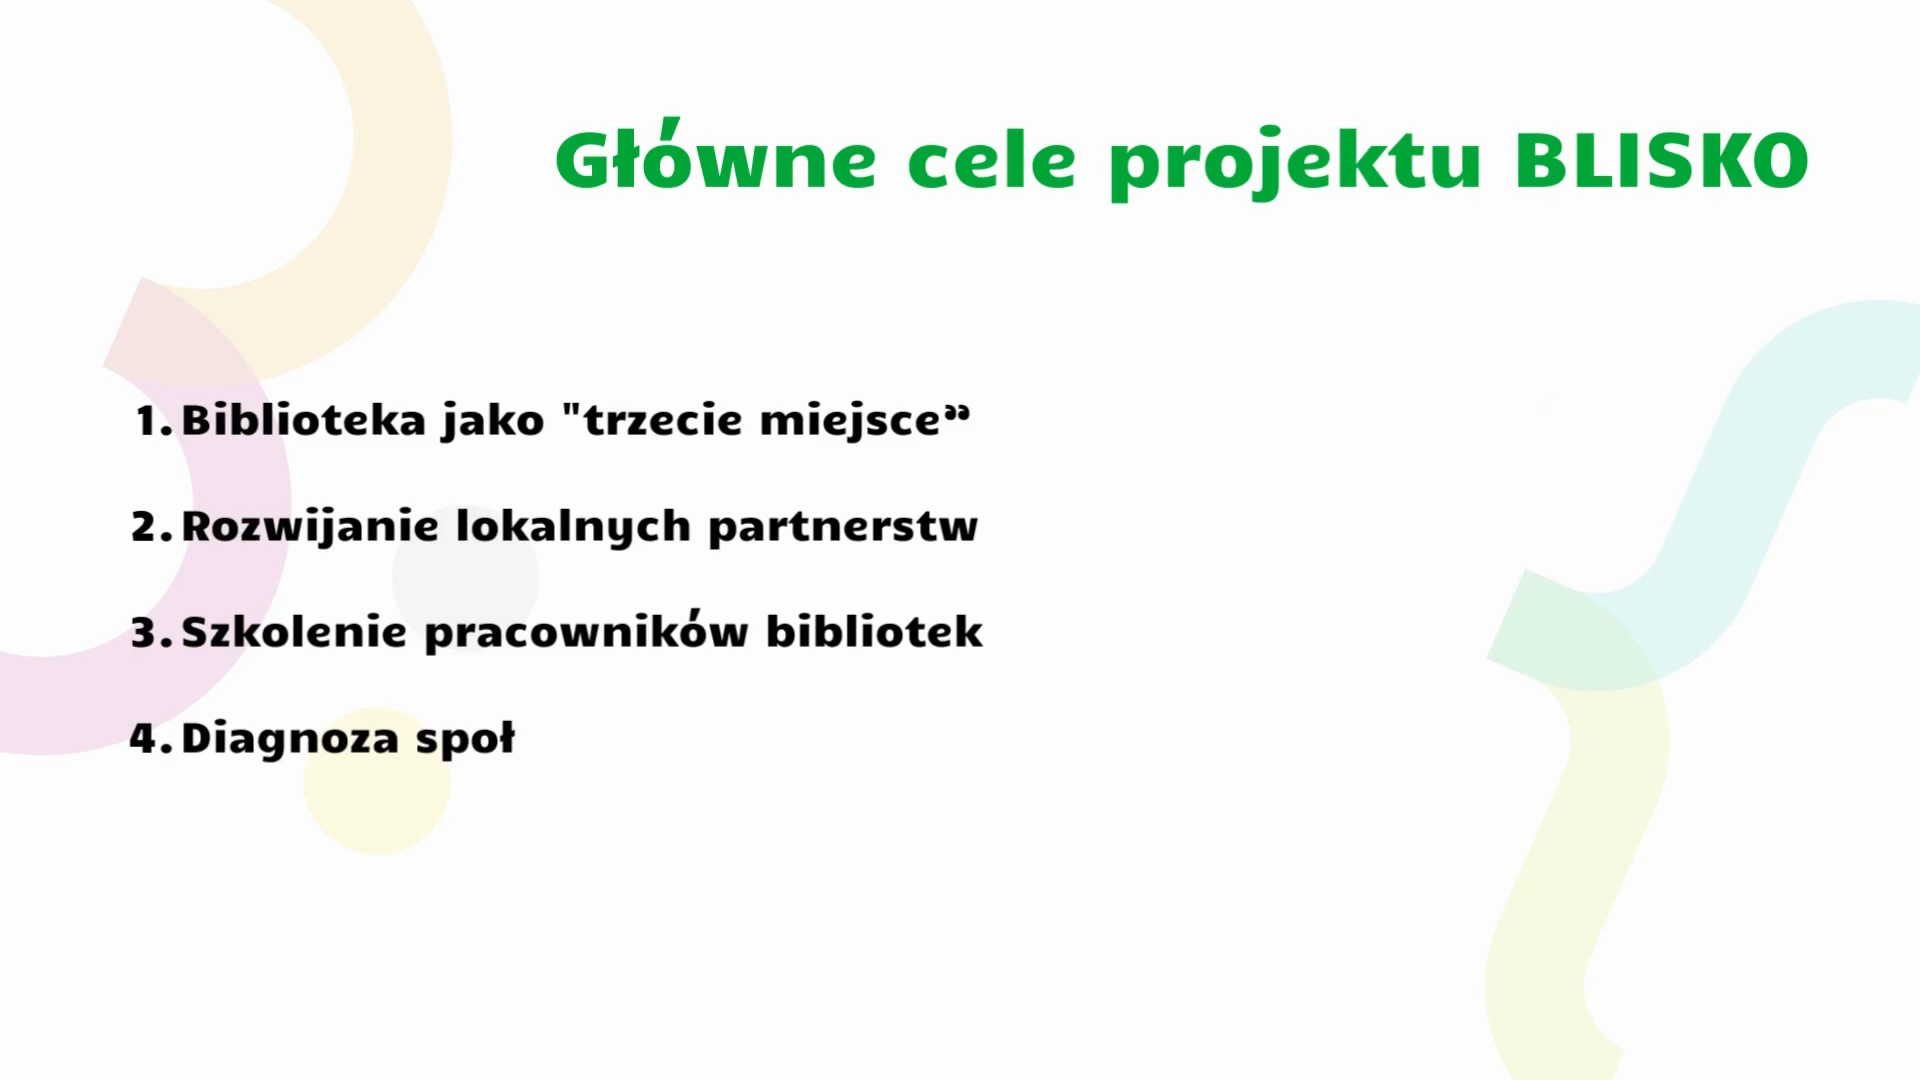 Główne cele projektu BLISKO
1. Biblioteka jako "trzecie miejsce”
2. Rozwijanie lokalnych partnerstw
3. Szkolenie pracowników bibliotek
4. Diagnoza społ